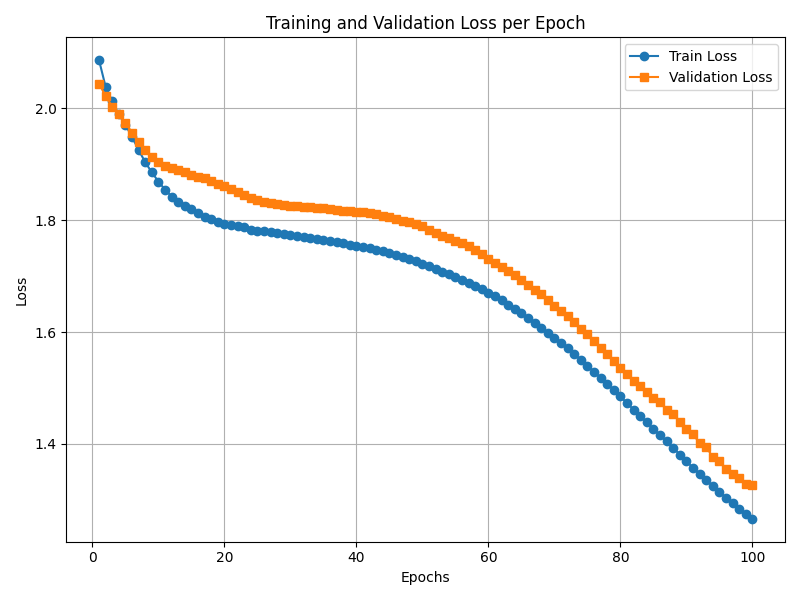 Training and Validation Loss per Epoch
Train Loss
Validation Loss
2.0
1.8
1.6
1.4
Loss
0
20
40
60
80
100
Epochs